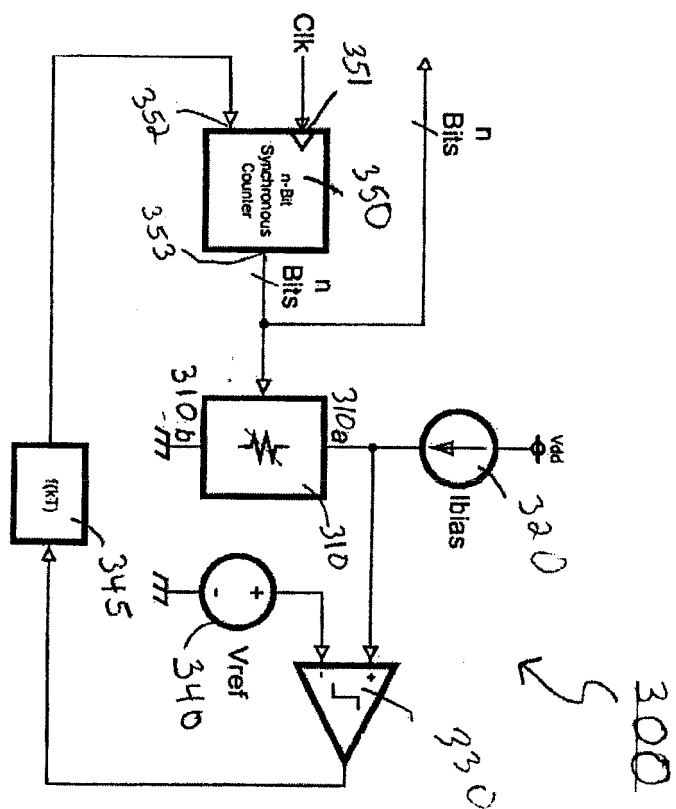 300
Vdd
320
Ibias
n
Bits
Clk
351
350
n-Bit
Synchronous
Counter
352
353
n
Bits
310a
310b
310
+
-
330
+
-
Vref
340
f(kT)
345